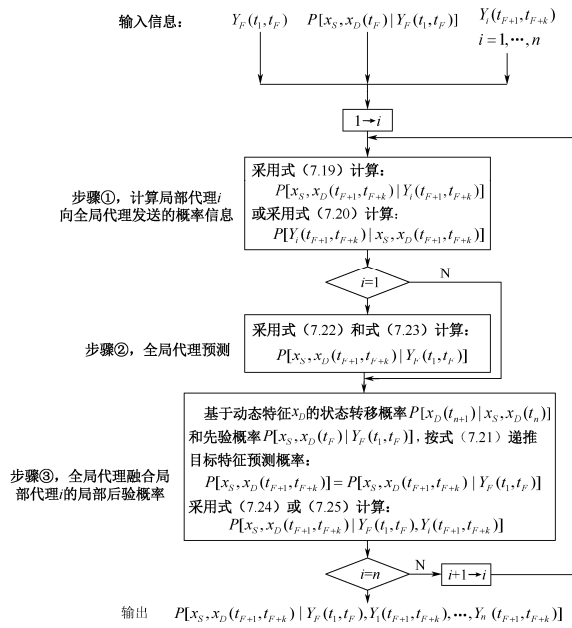 输入信息: Y_F(t_1,t_F) P[x_S,x_D(t_F)|Y_F(t_1,t_F)] Y_i(t_{F+1},t_{F+k})
i=1,⋯,n
1→i
步骤①,计算局部代理i
向全局代理发送的概率信息
采用式(7.19)计算:
P[x_S,x_D(t_{F+1},t_{F+k})|Y_i(t_{F+1},t_{F+k})]
或采用式(7.20)计算:
P[Y_i(t_{F+1},t_{F+k})|x_S,x_D(t_{F+1},t_{F+k})]
i=1
N
步骤②,全局代理预测
采用式(7.22)和式(7.23)计算:
P[x_S,x_D(t_{F+1},t_{F+k})|Y_F(t_1,t_F)]
步骤③,全局代理融合局
部代理i的局部后验概率
基于动态特征x_D的状态转移概率P[x_D(t_{n+1})|x_S,x_D(t_n)]
和先验概率P[x_S,x_D(t_F)|Y_F(t_1,t_F)],按式(7.21)递推
目标特征预测概率:
P[x_S,x_D(t_{F+1},t_{F+k})]=P[x_S,x_D(t_{F+1},t_{F+k})|Y_F(t_1,t_F)]
采用式(7.24)或(7.25)计算:
P[x_S,x_D(t_{F+1},t_{F+k})|Y_F(t_1,t_F),Y_i(t_{F+1},t_{F+k})]
i=n
N
i+1→i
输出 P[x_S,x_D(t_{F+1},t_{F+k})|Y_F(t_1,t_F),Y_1(t_{F+1},t_{F+k}),⋯,Y_n(t_{F+1},t_{F+k})]